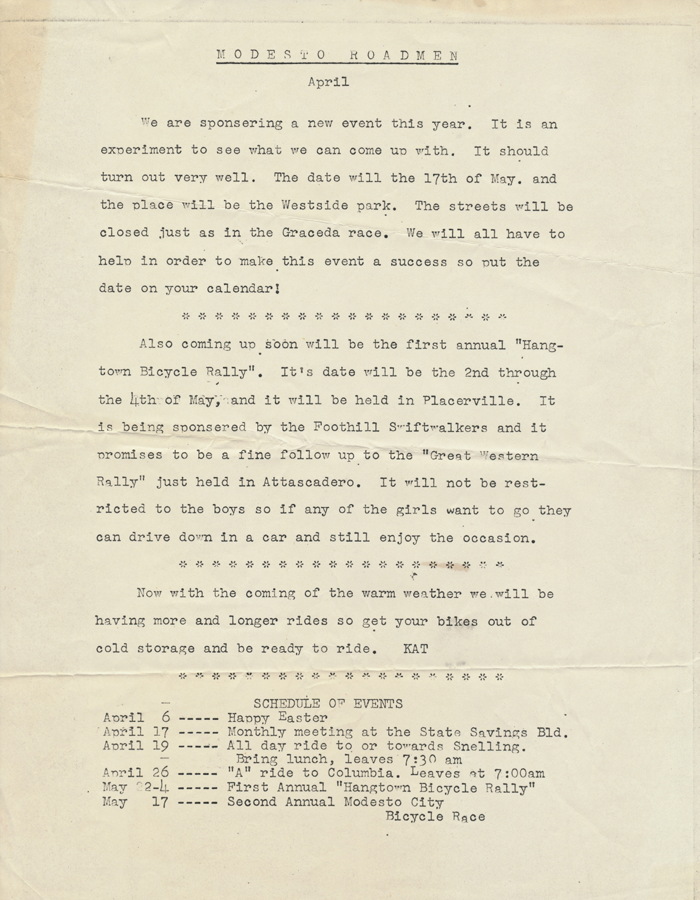 MODESTO ROADMEN
April
We are sponsering a new event this year. It is an
experiment to see what we can come up with. It should
turn out very well. The date will the 17th of May. and
the place will be the Westside park. The streets will be
closed just as in the Graceda race. We will all have to
help in order to make this event a success so put the
date on your calendar!
* * * * * * * * * * * * * * * * * * * *
Also coming up soon will be the first annual "Hang-
town Bicycle Rally". It's date will be the 2nd through
the 4th of May, and it will be held in Placerville. It
is being sponsered by the Foothill Swiftwalkers and it
promises to be a fine follow up to the "Great Western
Rally" just held in Attascadero. It will not be rest-
ricted to the boys so if any of the girls want to go they
can drive down in a car and still enjoy the occasion.
* * * * * * * * * * * * * * * * * * * *
Now with the coming of the warm weather we will be
having more and longer rides so get your bikes out of
cold storage and be ready to ride. KAT
* * * * * * * * * * * * * * * * * * * *
SCHEDULE OF EVENTS
April 6 ----- Happy Easter
April 17 ----- Monthly meeting at the State Savings Bld.
April 19 ----- All day ride to or towards Snelling.
Bring lunch, leaves 7:30 am
April 26 ----- "A" ride to Columbia. Leaves at 7:00am
May 2-4 ----- First Annual "Hangtown Bicycle Rally"
May 17 ----- Second Annual Modesto City
Bicycle Race